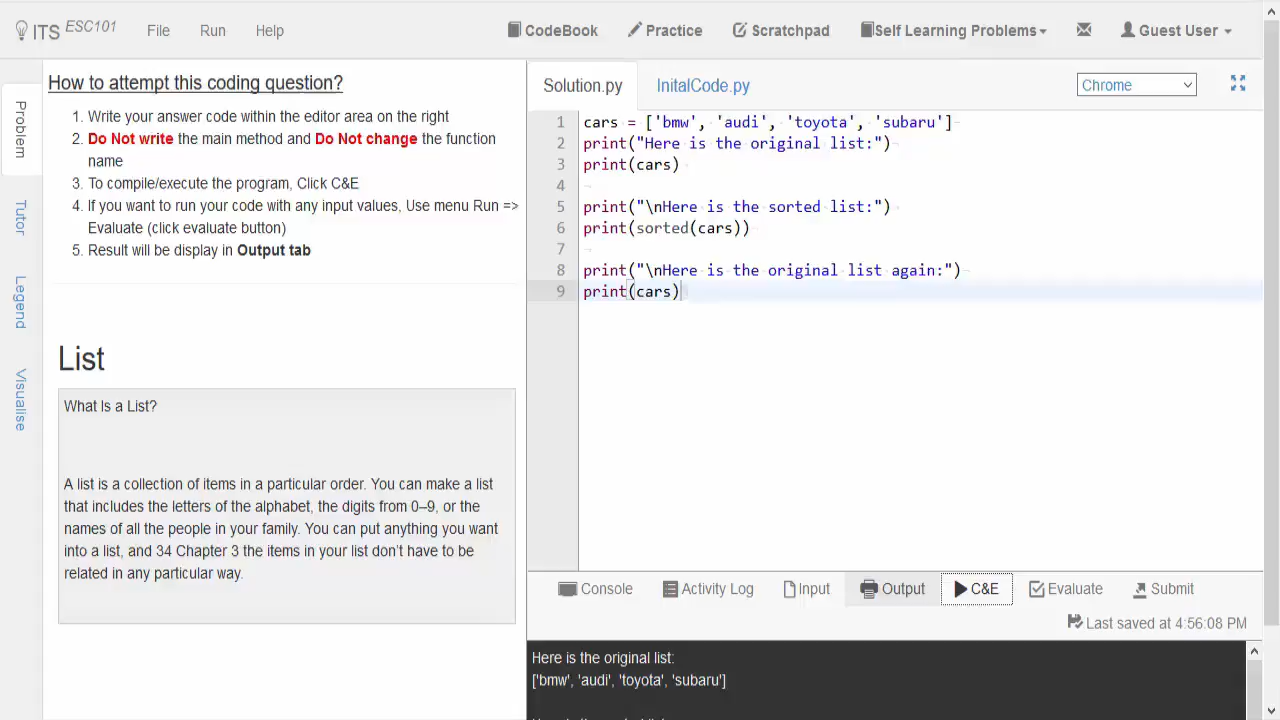 ITS ESC101 File Run Help CodeBook Practice Scratchpad Self Learning Problems Guest User
Problem
Tutor
Legend
Visualise
How to attempt this coding question?
1. Write your answer code within the editor area on the right
2. Do Not write the main method and Do Not change the function
name
3. To compile/execute the program, Click C&E
4. If you want to run your code with any input values, Use menu Run =>
Evaluate (click evaluate button)
5. Result will be display in Output tab
List
What Is a List?
A list is a collection of items in a particular order. You can make a list
that includes the letters of the alphabet, the digits from 0–9, or the
names of all the people in your family. You can put anything you want
into a list, and 34 Chapter 3 the items in your list don't have to be
related in any particular way.
Solution.py InitalCode.py Chrome
1 cars = ['bmw', 'audi', 'toyota', 'subaru']
2 print("Here is the original list:")
3 print(cars)
4
5 print("\nHere is the sorted list:")
6 print(sorted(cars))
7
8 print("\nHere is the original list again:")
9 print(cars)
Console Activity Log Input Output C&E Evaluate Submit
Last saved at 4:56:08 PM
Here is the original list:
['bmw', 'audi', 'toyota', 'subaru']